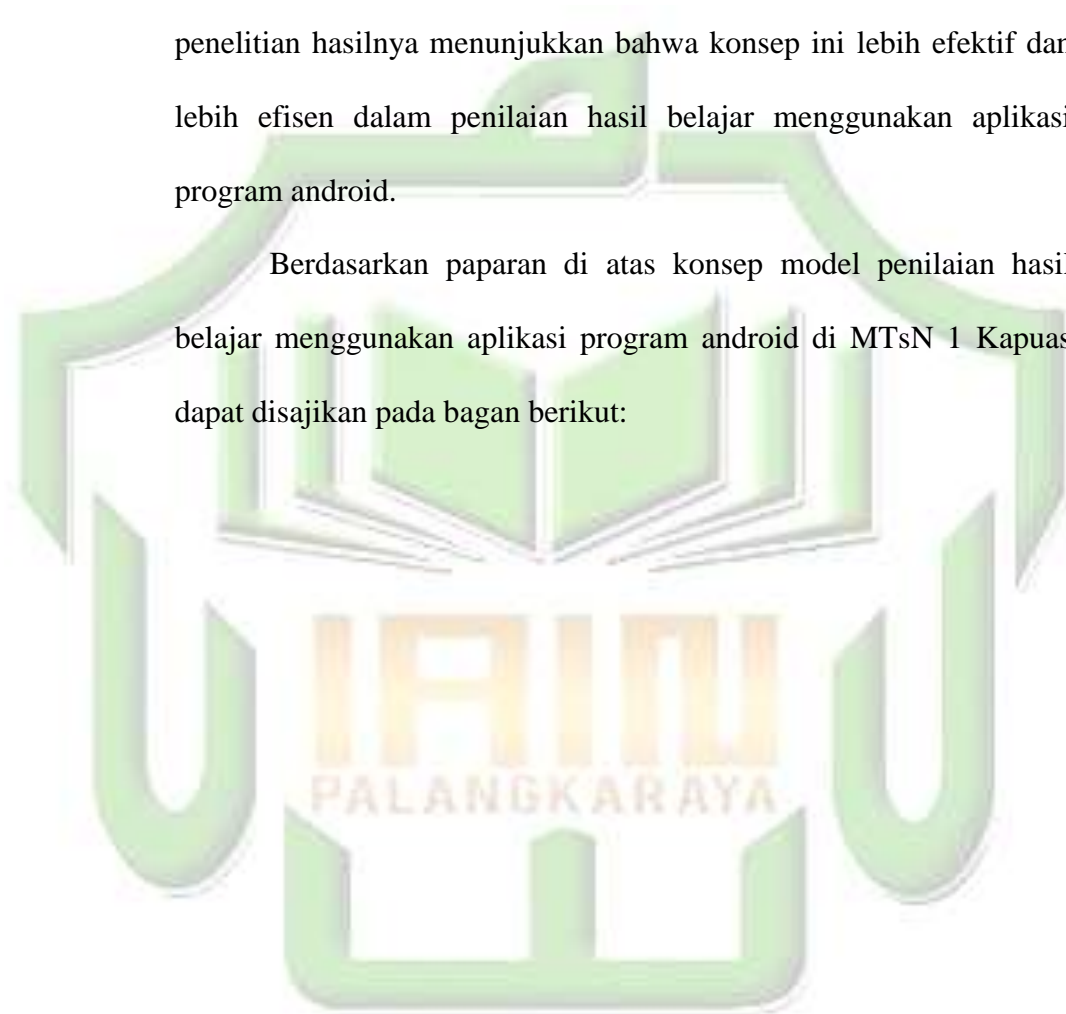 penelitian hasilnya menunjukkan bahwa konsep ini lebih efektif dan
lebih efisen dalam penilaian hasil belajar menggunakan aplikasi
program android.
Berdasarkan paparan di atas konsep model penilaian hasil
belajar menggunakan aplikasi program android di MTsN 1 Kapuas
dapat disajikan pada bagan berikut:
IAIN
PALANGKARAYA